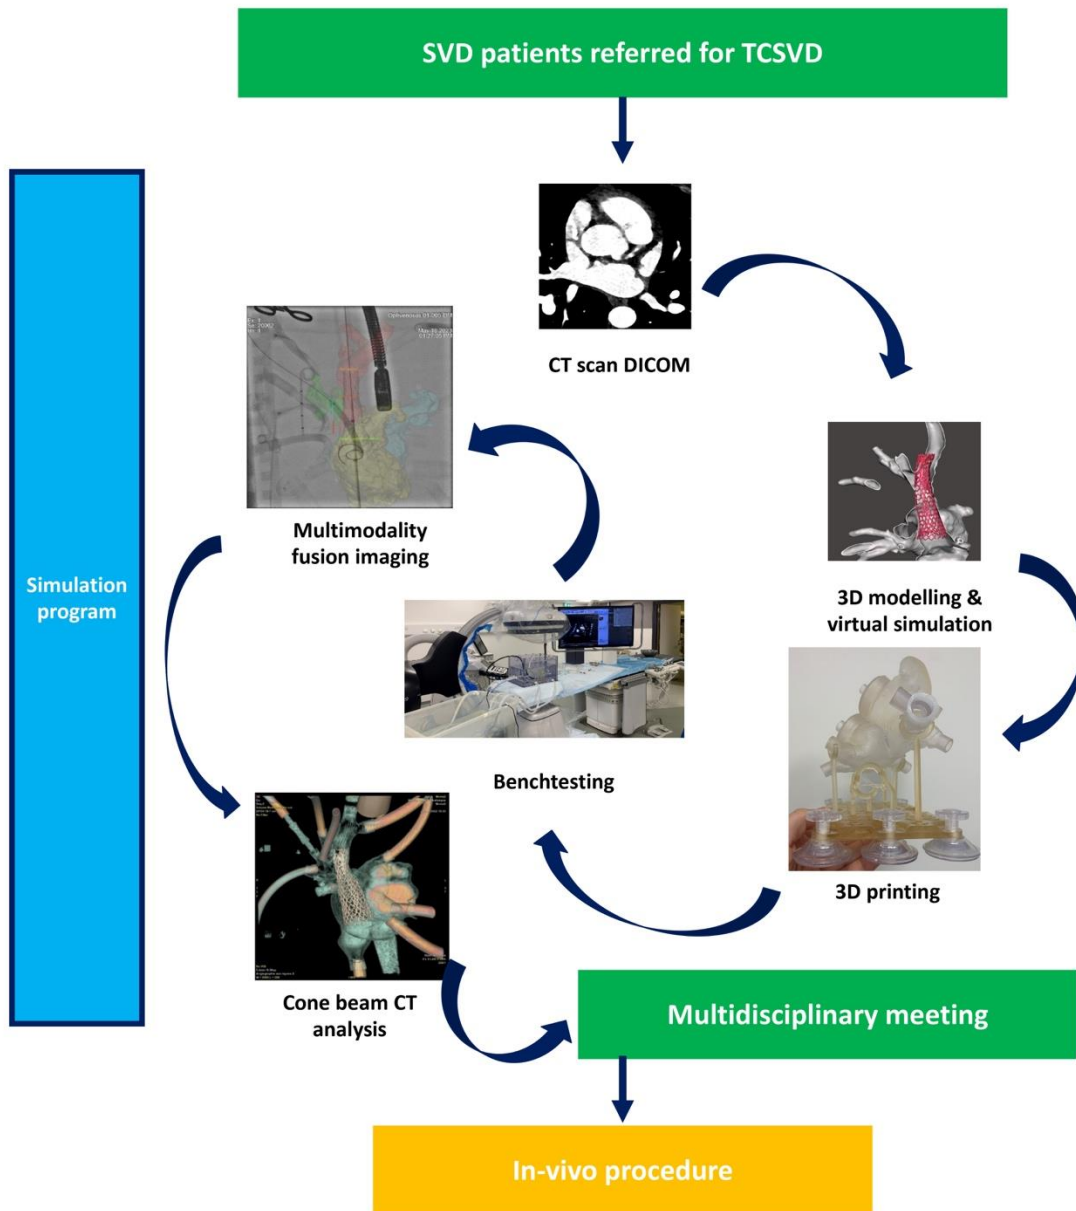 SVD patients referred for TCSVD
CT scan DICOM
Simulation
program
Multimodality
fusion imaging
3D modelling &
virtual simulation
Benchtesting
3D printing
Cone beam CT
analysis
Multidisciplinary meeting
In-vivo procedure